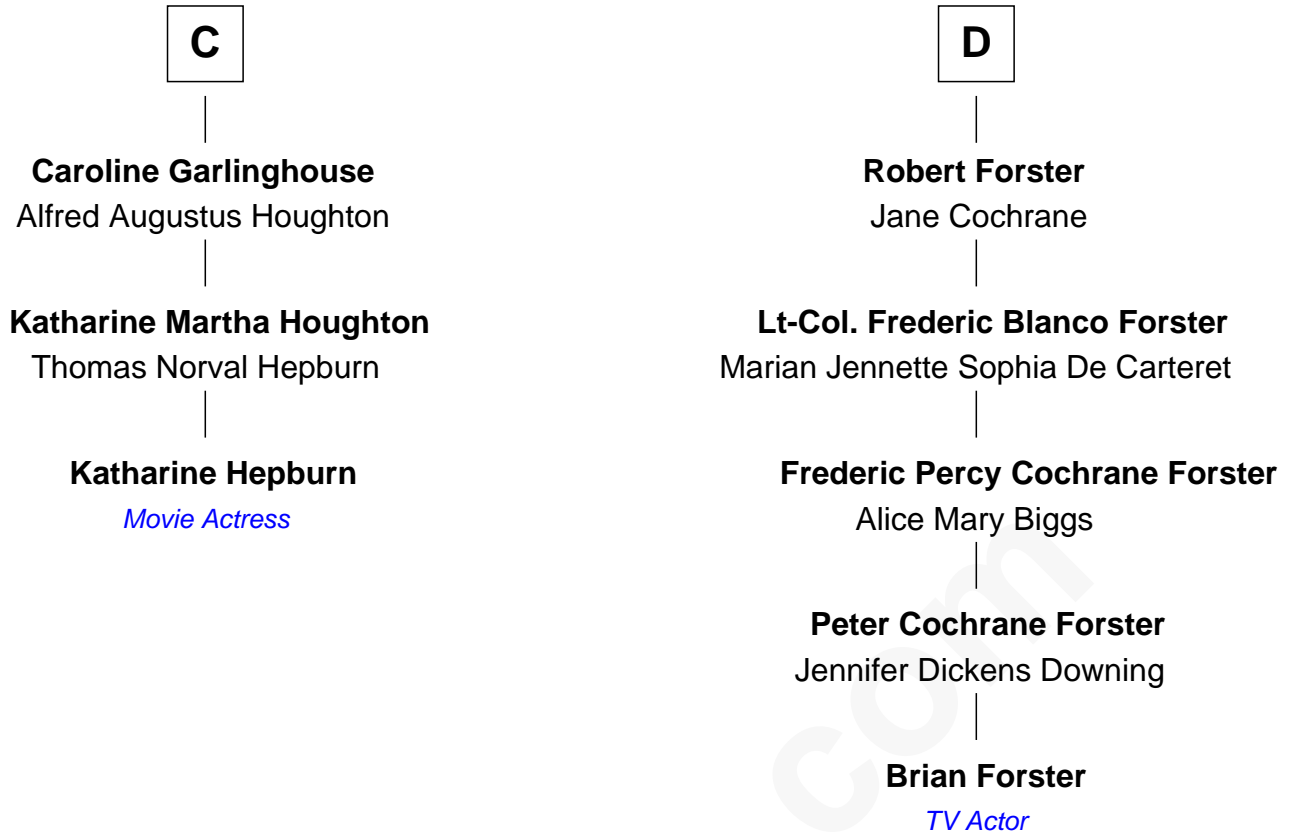 C
Caroline Garlinghouse
Alfred Augustus Houghton
Katharine Martha Houghton
Thomas Norval Hepburn
Katharine Hepburn
Movie Actress
D
Robert Forster
Jane Cochrane
Lt-Col. Frederic Blanco Forster
Marian Jennette Sophia De Carteret
Frederic Percy Cochrane Forster
Alice Mary Biggs
Peter Cochrane Forster
Jennifer Dickens Downing
Brian Forster
TV Actor
com